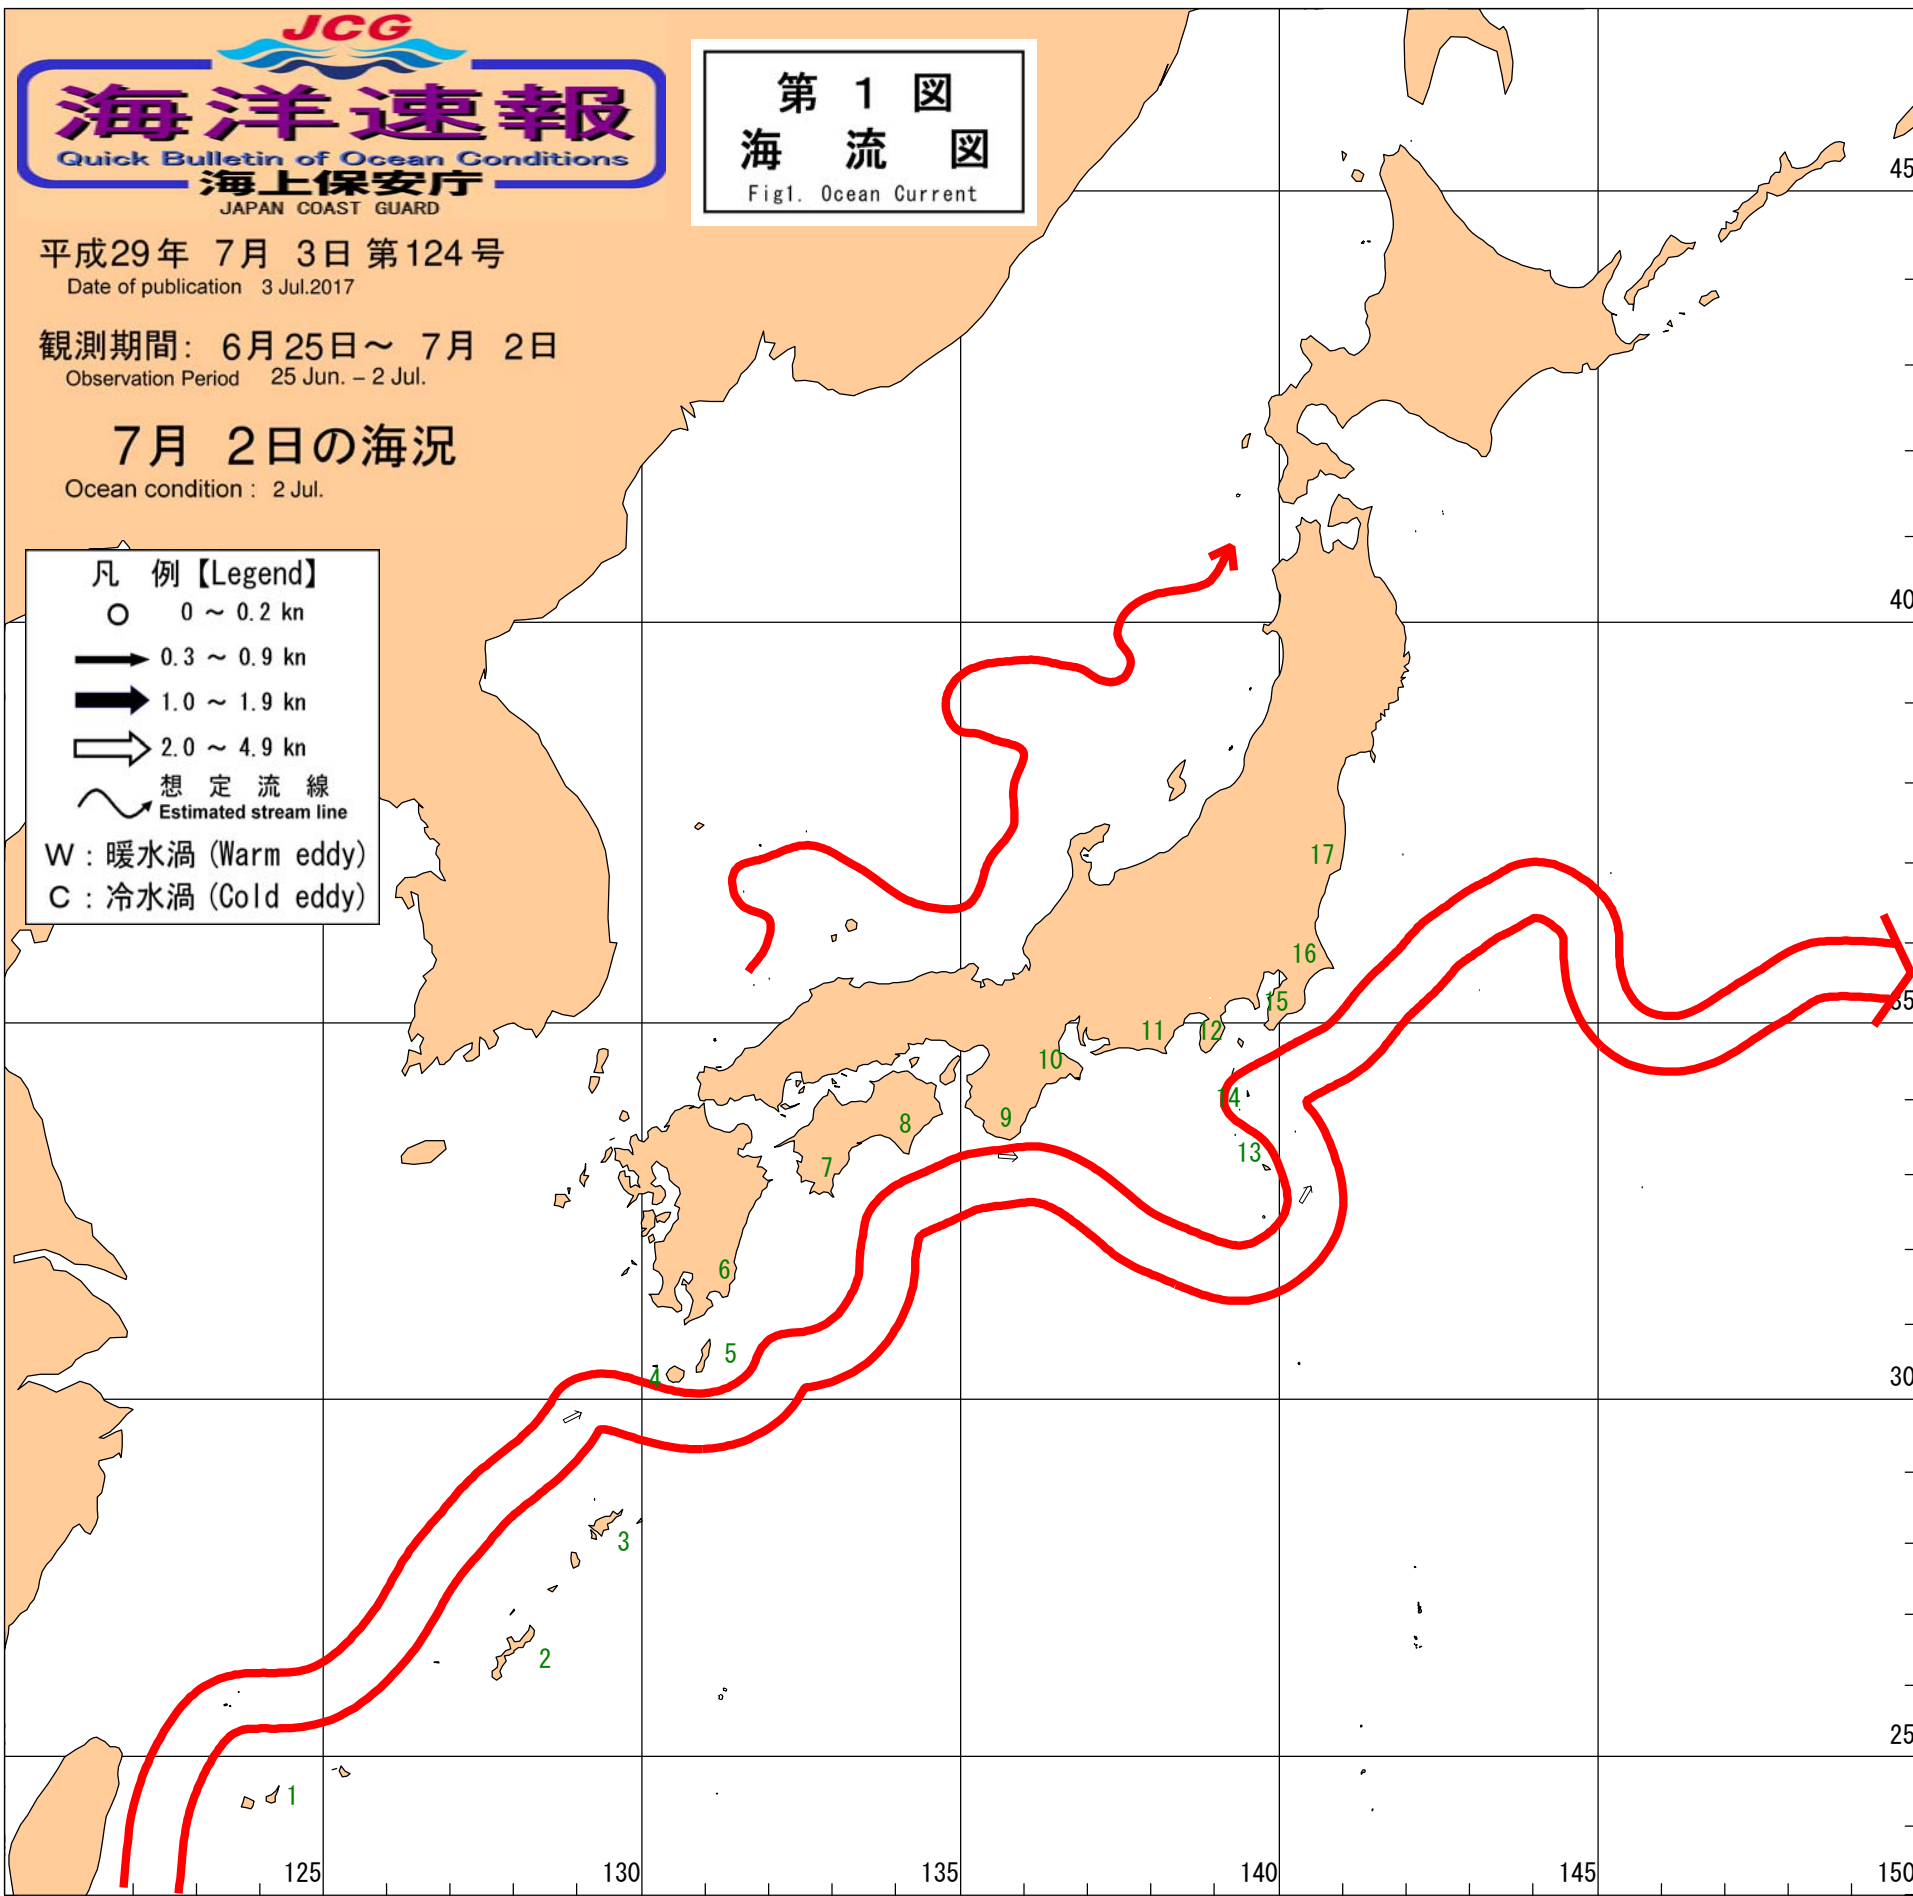 JCG
海洋速報
Quick Bulletin of Ocean Conditions
海上保安庁
JAPAN COAST GUARD
第 1 図
海 流 図
Fig1. Ocean Current
平成29年 7月 3日 第124号
Date of publication 3 Jul.2017
観測期間: 6月25日～ 7月 2日
Observation Period 25 Jun. – 2 Jul.
7月 2日の海況
Ocean condition : 2 Jul.
凡 例【Legend】
0 ～ 0.2 kn
0.3 ～ 0.9 kn
1.0 ～ 1.9 kn
2.0 ～ 4.9 kn
想 定 流 線
Estimated stream line
W : 暖水渦 (Warm eddy)
C : 冷水渦 (Cold eddy)
45
40
17
16
15
35
11
12
10
14
9
8
13
7
6
5
4
30
3
2
25
1
125
130
135
140
145
150